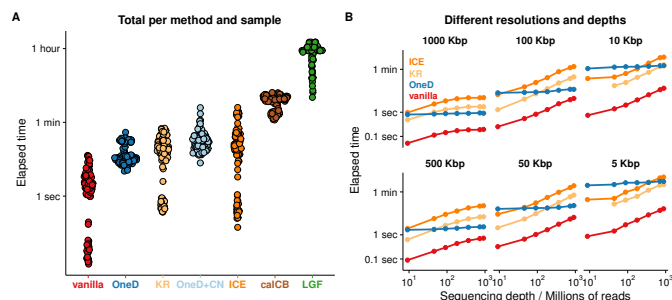 A
Total per method and sample
Elapsed time
1 hour
1 min
1 sec
vanilla OneD KR OneD+CN ICE calCB LGF
B
Different resolutions and depths
Elapsed time
1000 Kbp 100 Kbp 10 Kbp
ICE
KR
OneD
vanilla
1 min
1 sec
0.1 sec
500 Kbp 50 Kbp 5 Kbp
1 min
1 sec
0.1 sec
10¹ 10² 10³ 10¹ 10² 10³ 10¹ 10² 10³
Sequencing depth / Millions of reads